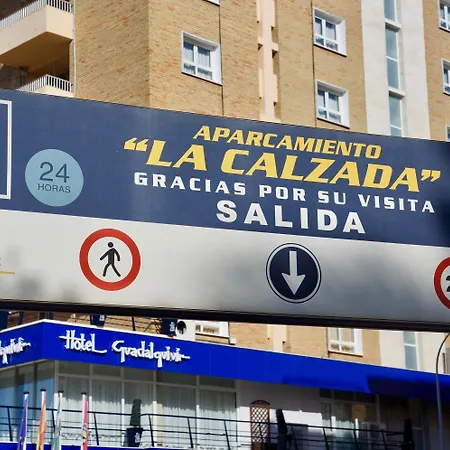 APARCAMIENTO
"LA CALZADA"
GRACIAS POR SU VISITA
SALIDA
24
HORAS
Hotel Guadalquivir